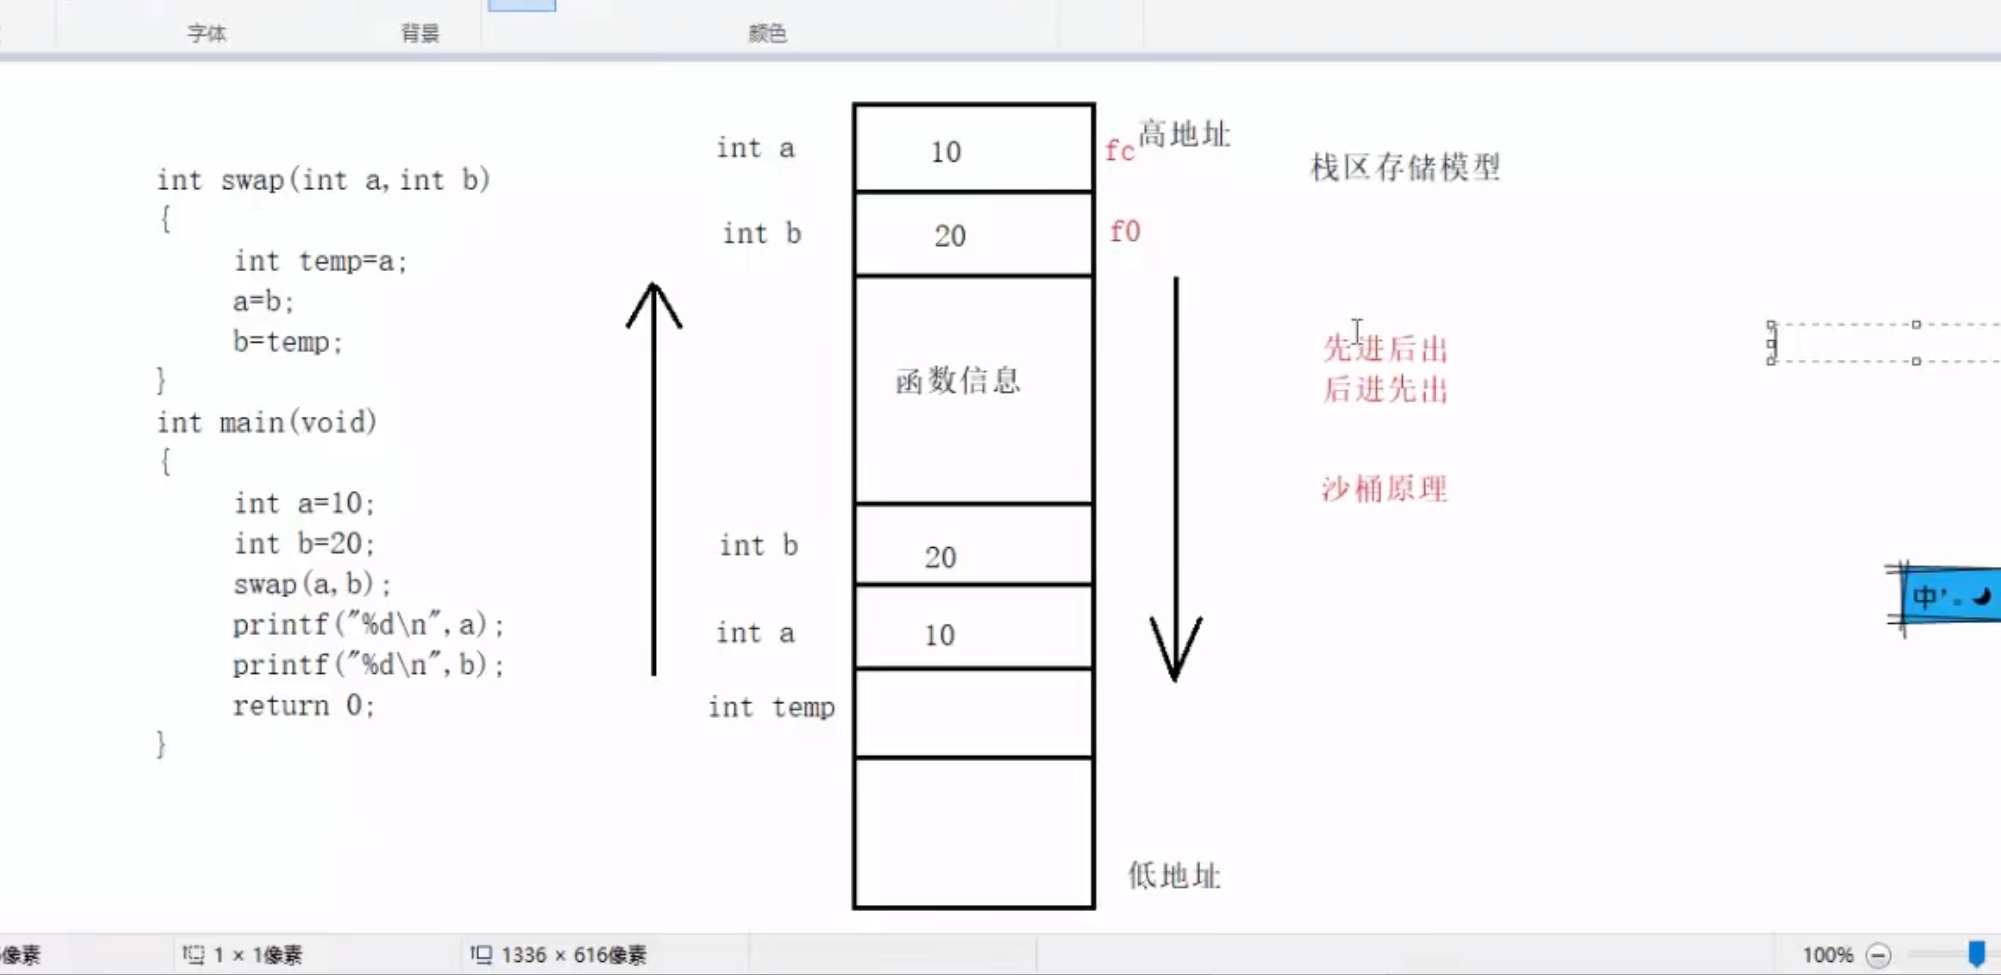 字体
背景
颜色
int swap(int a,int b)
{
int temp=a;
a=b;
b=temp;
}
int main(void)
{
int a=10;
int b=20;
swap(a,b);
printf("%d\n",a);
printf("%d\n",b);
return 0;
}
int a
10
fc
高地址
int b
20
f0
函数信息
int b
20
int a
10
int temp
低地址
栈区存储模型
先进后出
后进先出
沙桶原理
中
像素
1 × 1像素
1336 × 616像素
100%